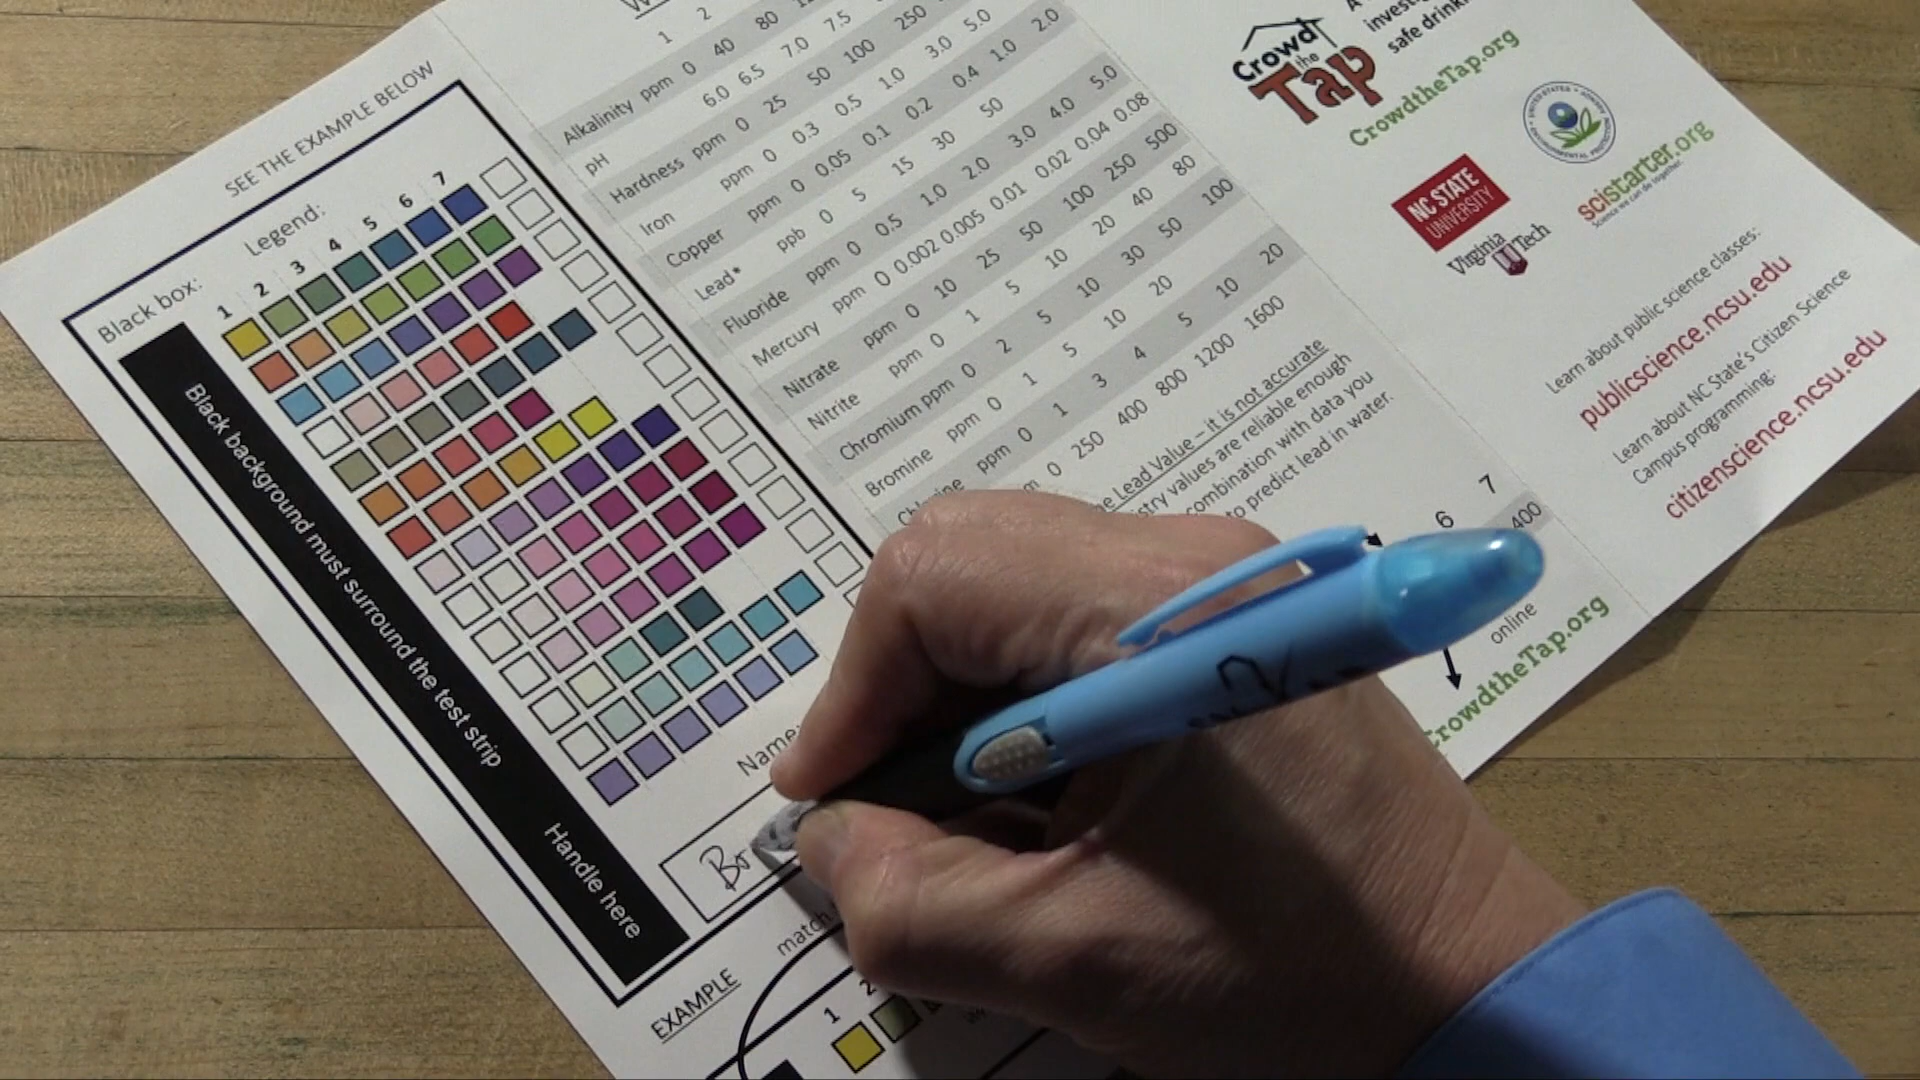 SEE THE EXAMPLE BELOW
Black box:
Legend:
1 2 3 4 5 6 7
Black background must surround the test strip
Handle here
Name:
Bo
match
EXAMPLE
1 2
1 2
Alkalinity ppm 0 40 80
pH 6.0 6.5 7.0 7.5
Hardness ppm 0 25 50 100 250
Iron ppm 0 0.3 0.5 1.0 3.0 5.0
Copper ppm 0 0.05 0.1 0.2 0.4 1.0 2.0
Lead* ppb 0 5 15 30 50
Fluoride ppm 0 0.5 1.0 2.0 3.0 4.0 5.0
Mercury ppm 0 0.002 0.005 0.01 0.02 0.04 0.08
Nitrate ppm 0 10 25 50 100 250 500
Nitrite ppm 0 1 5 10 20 40 80
Chromium ppm 0 2 5 10 30 50 100
Bromine ppm 0 1 5 10 20
Chlorine ppm 0 1 3 4 5 10 20
0 250 400 800 1200 1600
Lead Value – it is not accurate
values are reliable enough
combination with data you
to predict lead in water.
6 7
400
online
CrowdtheTap.org
Crowd
the
Tap
safe
CrowdtheTap.org
UNITED STATES
NC STATE
UNIVERSITY
Virginia Tech
scistarter.org
Science we can do together.
Learn about public science classes:
publicscience.ncsu.edu
Learn about NC State's Citizen Science
Campus programming:
citizenscience.ncsu.edu